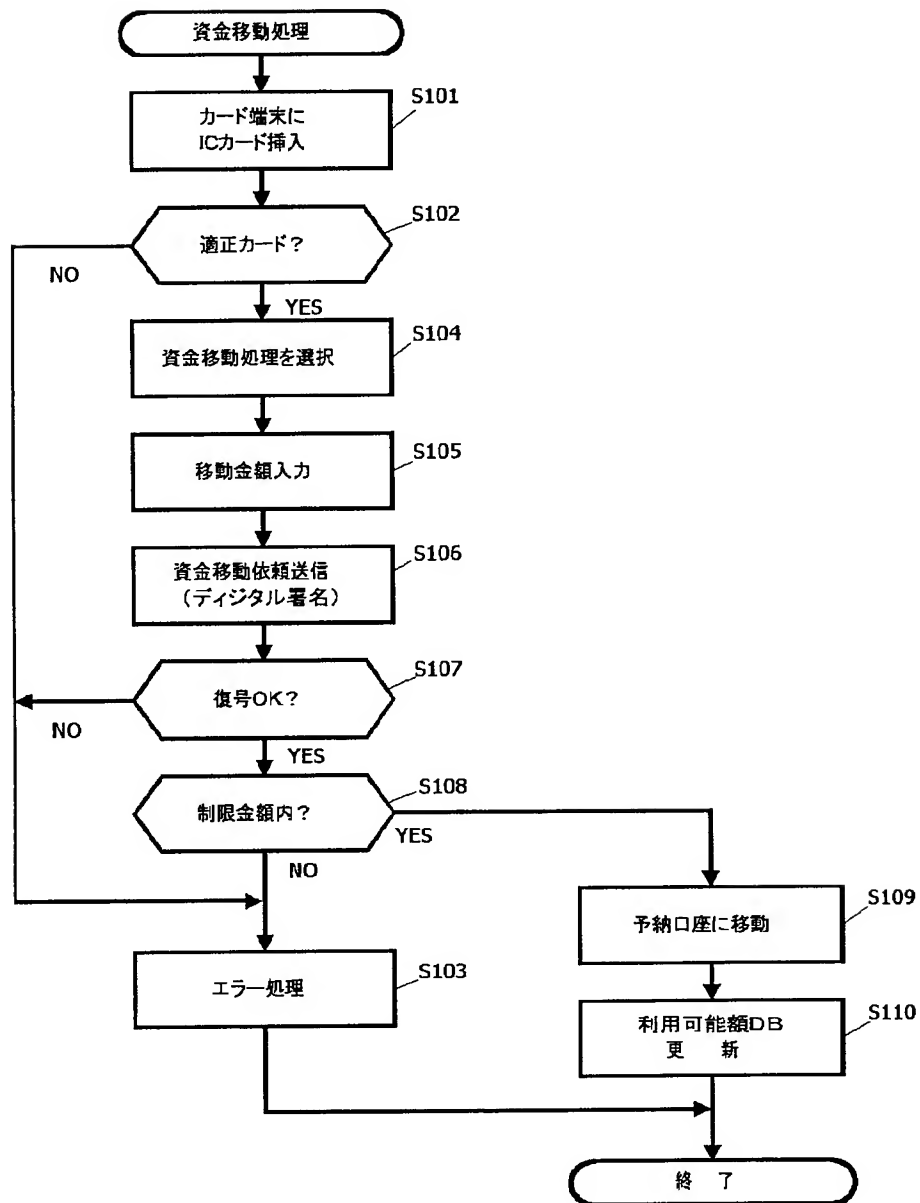 資金移動処理
S101
カード端末に
ICカード挿入
S102
適正カード？
NO
YES
S104
資金移動処理を選択
S105
移動金額入力
S106
資金移動依頼送信
（ディジタル署名）
S107
復号OK？
NO
YES
S108
制限金額内？
YES
NO
S109
予納口座に移動
S103
エラー処理
S110
利用可能額DB
更　新
終　了